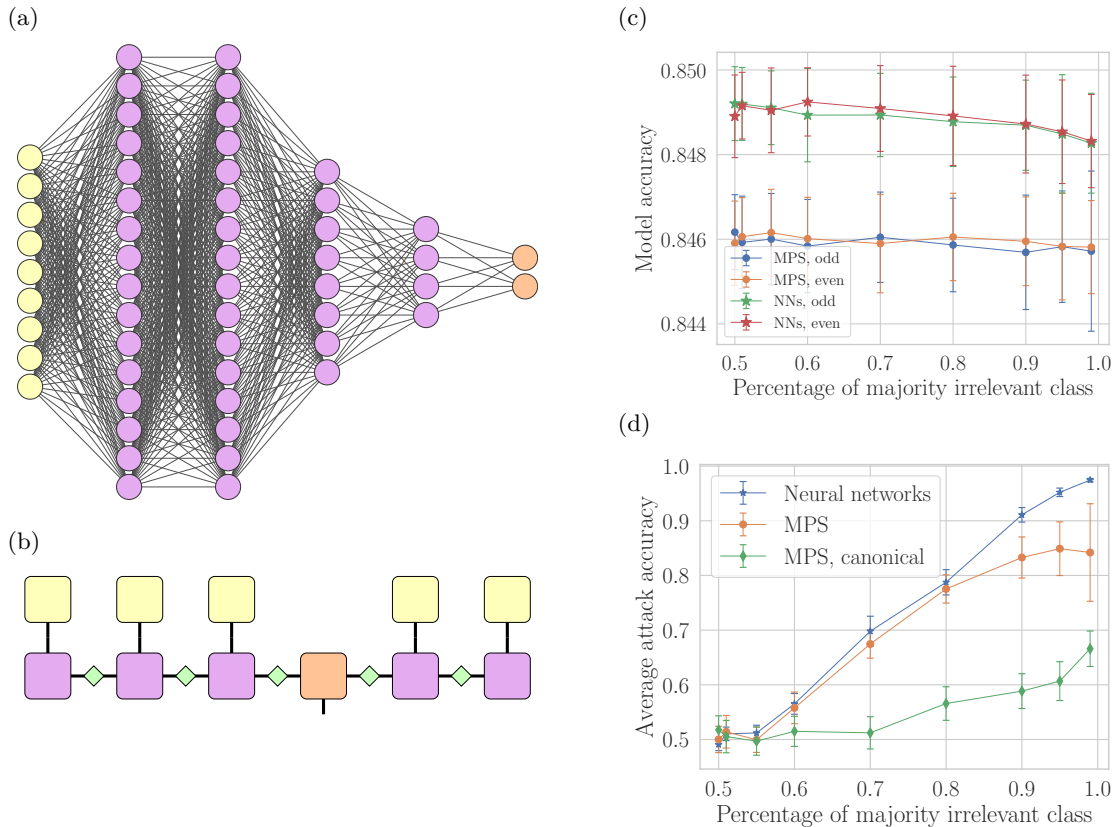 (a)
(b)
(c)
0.850
0.848
0.846
0.844
Model accuracy
MPS, odd
MPS, even
NNs, odd
NNs, even
0.5 0.6 0.7 0.8 0.9 1.0
Percentage of majority irrelevant class
(d)
1.0
0.9
0.8
0.7
0.6
0.5
Average attack accuracy
Neural networks
MPS
MPS, canonical
0.5 0.6 0.7 0.8 0.9 1.0
Percentage of majority irrelevant class